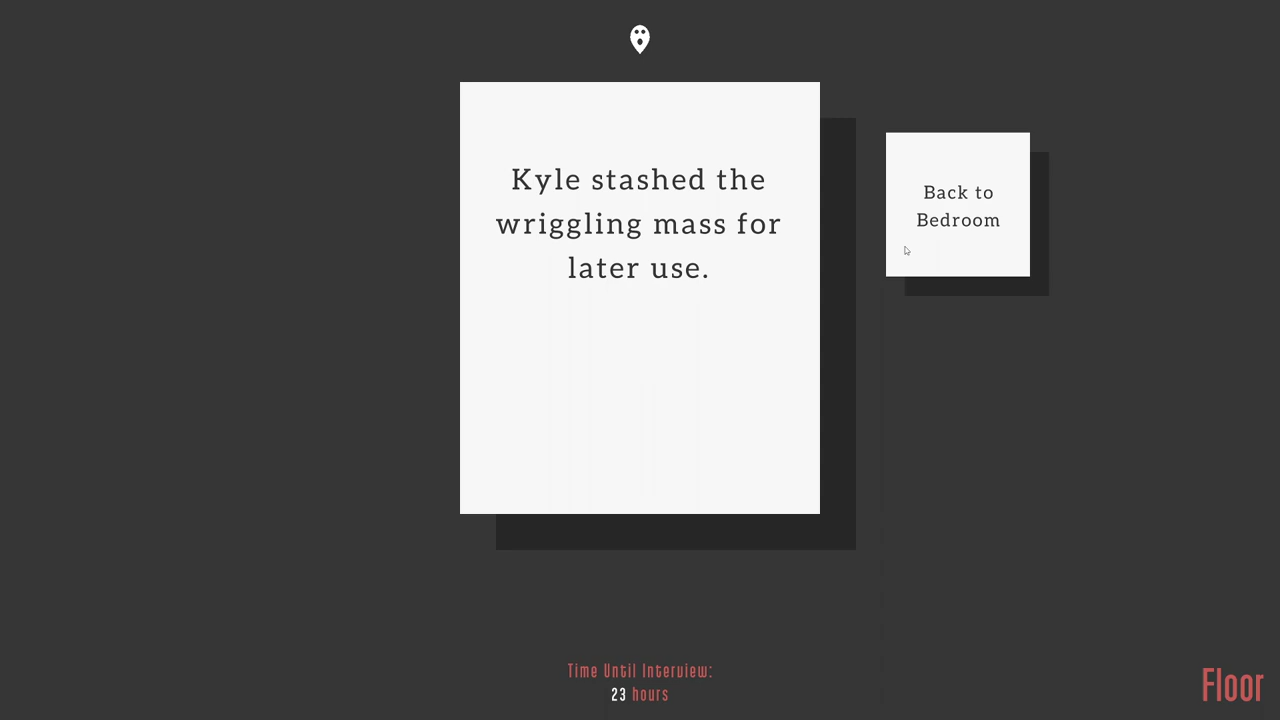 Kyle stashed the
wriggling mass for
later use.
Back to
Bedroom
Time Until Interview:
23 hours
Floor